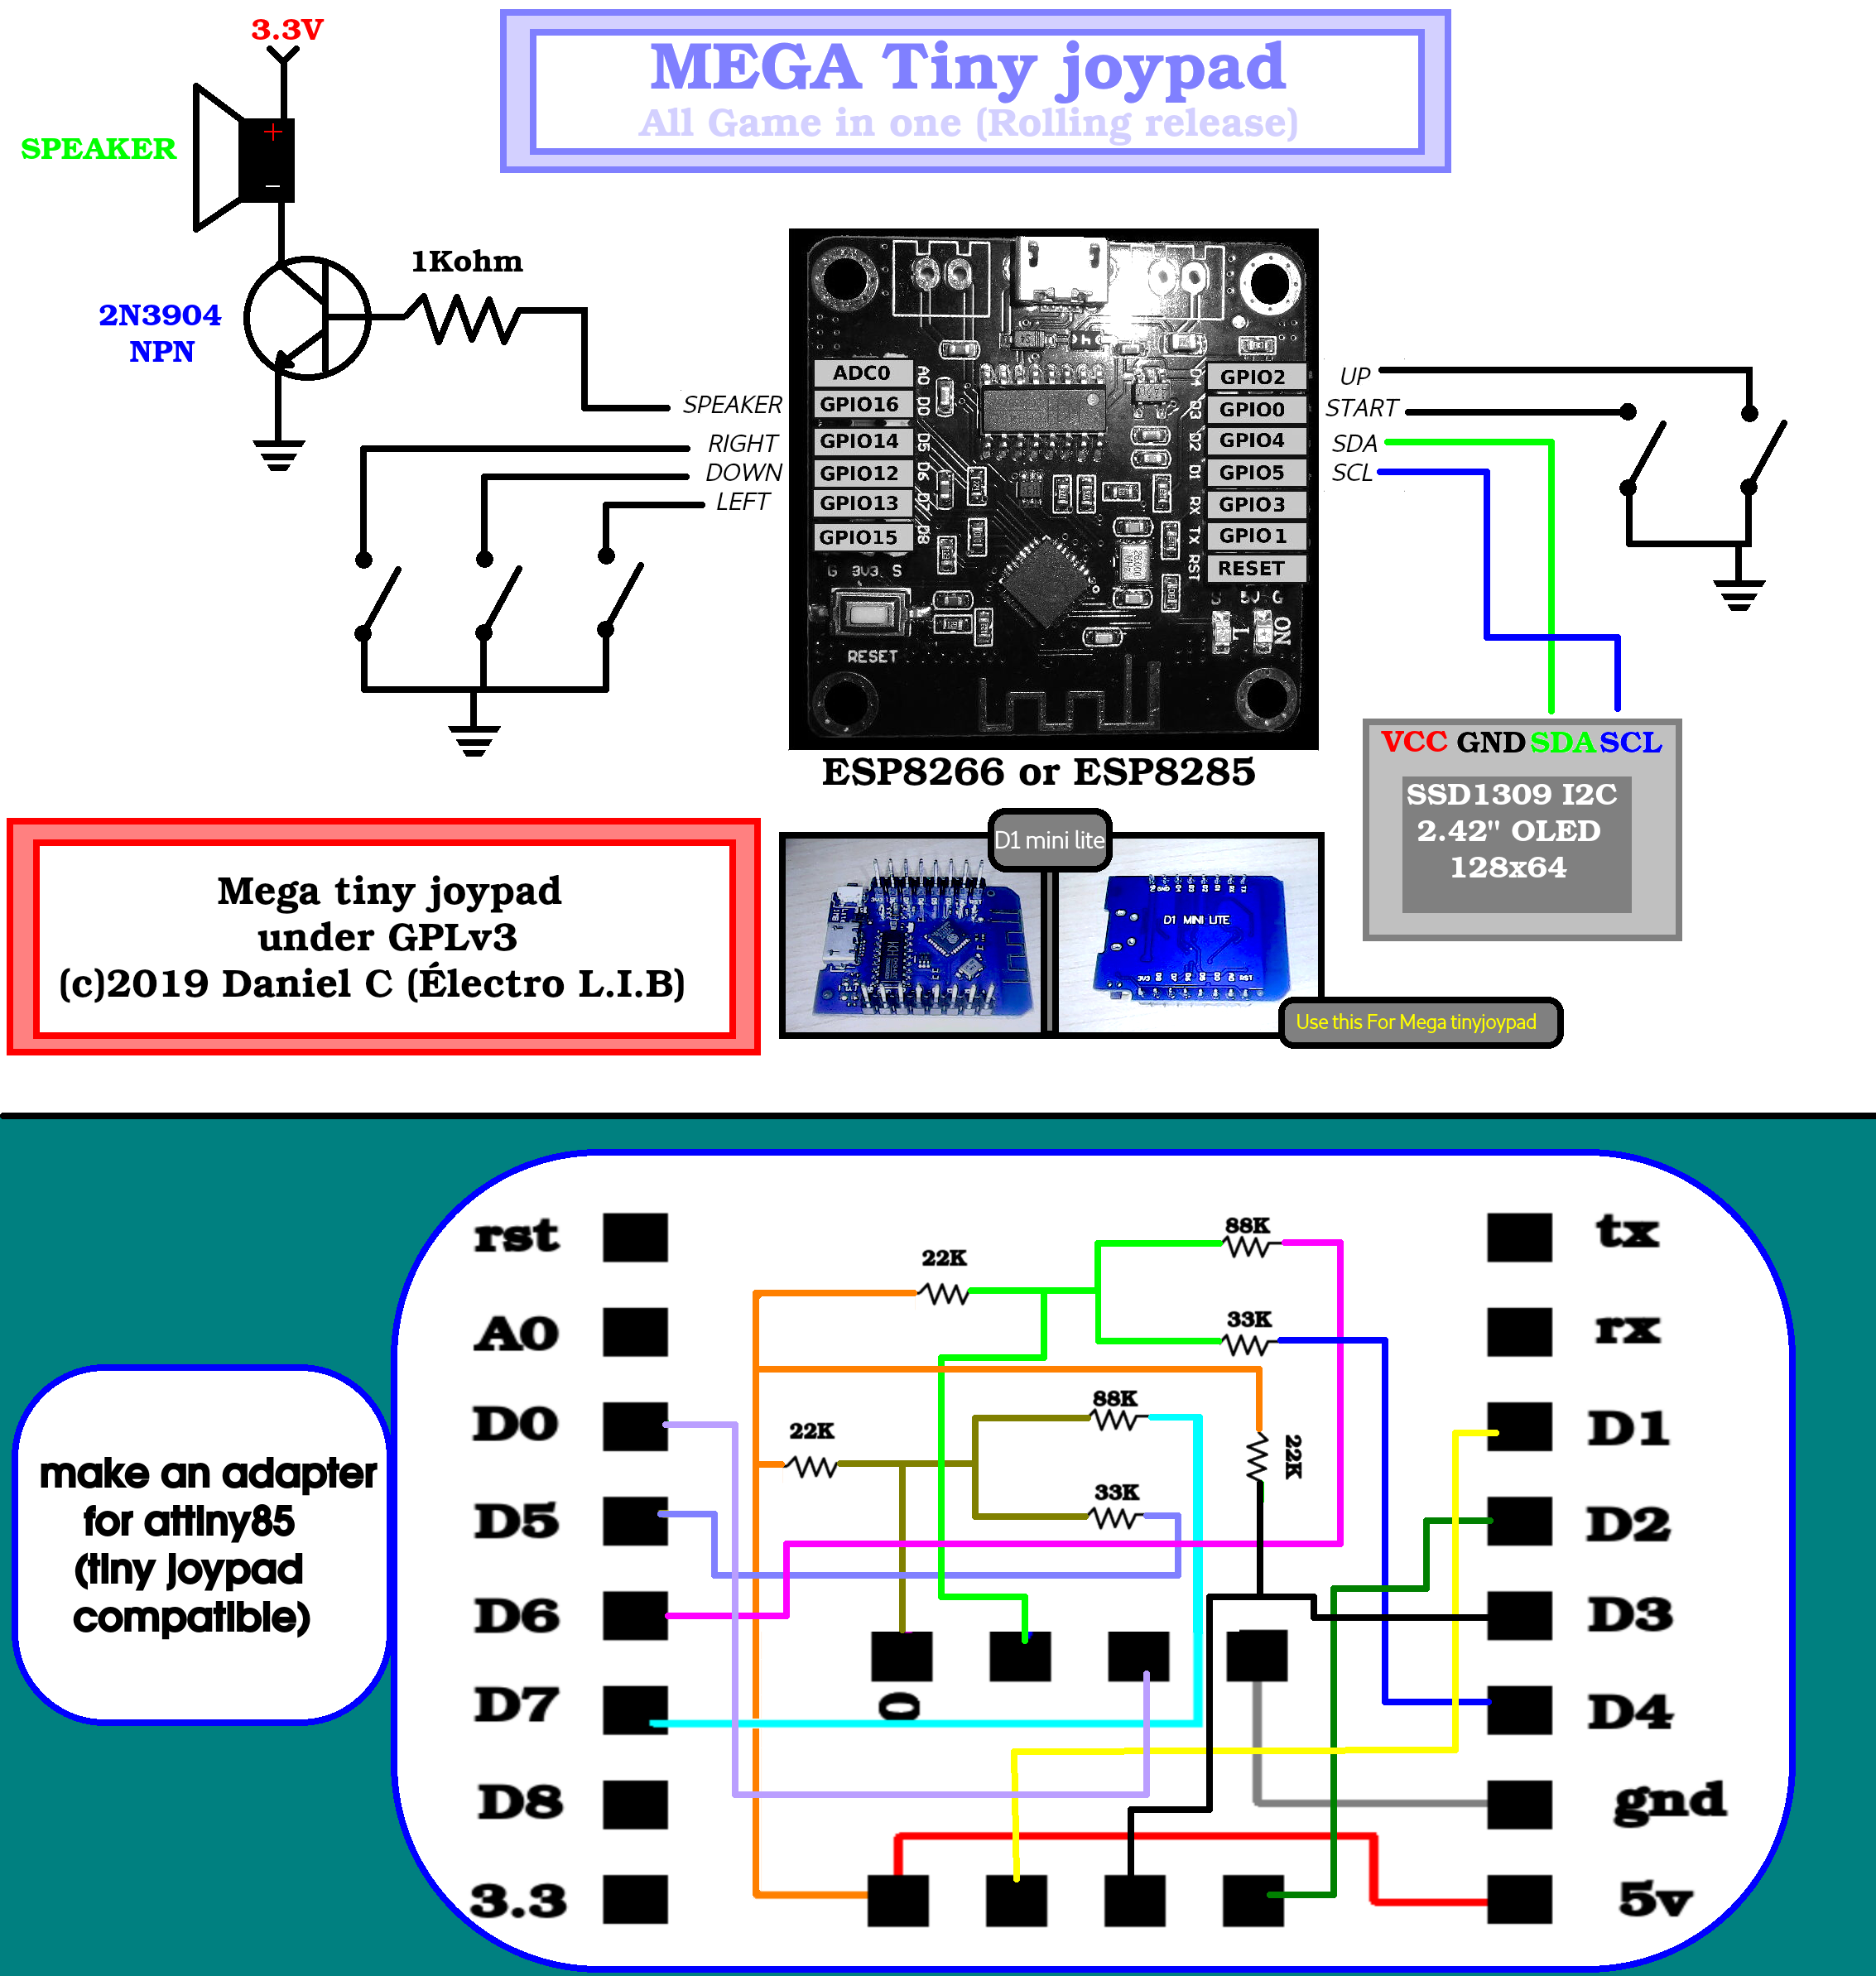 3.3V
MEGA Tiny joypad
All Game in one (Rolling release)
+
SPEAKER
1Kohm
2N3904
NPN
SPEAKER
RIGHT
DOWN
LEFT
ADC0
GPIO16
GPIO14
GPIO12
GPIO13
GPIO15
A0
D0
D5
D6
D7
D8
G 3V3 S
RESET
GPIO2
GPIO0
GPIO4
GPIO5
GPIO3
GPIO1
RESET
D4
D3
D2
D1
RX
TX
RST
S 5V G
L
ON
UP
START
SDA
SCL
ESP8266 or ESP8285
VCC GND SDA SCL
SSD1309 I2C
2.42" OLED
128x64
Mega tiny joypad
under GPLv3
(c)2019 Daniel C (Électro L.I.B)
D1 mini lite
D1 MINI LITE
Use this For Mega tinyjoypad
make an adapter
for attiny85
(tiny joypad
compatible)
rst
A0
D0
D5
D6
D7
D8
3.3
22K
88K
33K
22K
88K
33K
22K
0
tx
rx
D1
D2
D3
D4
gnd
5v